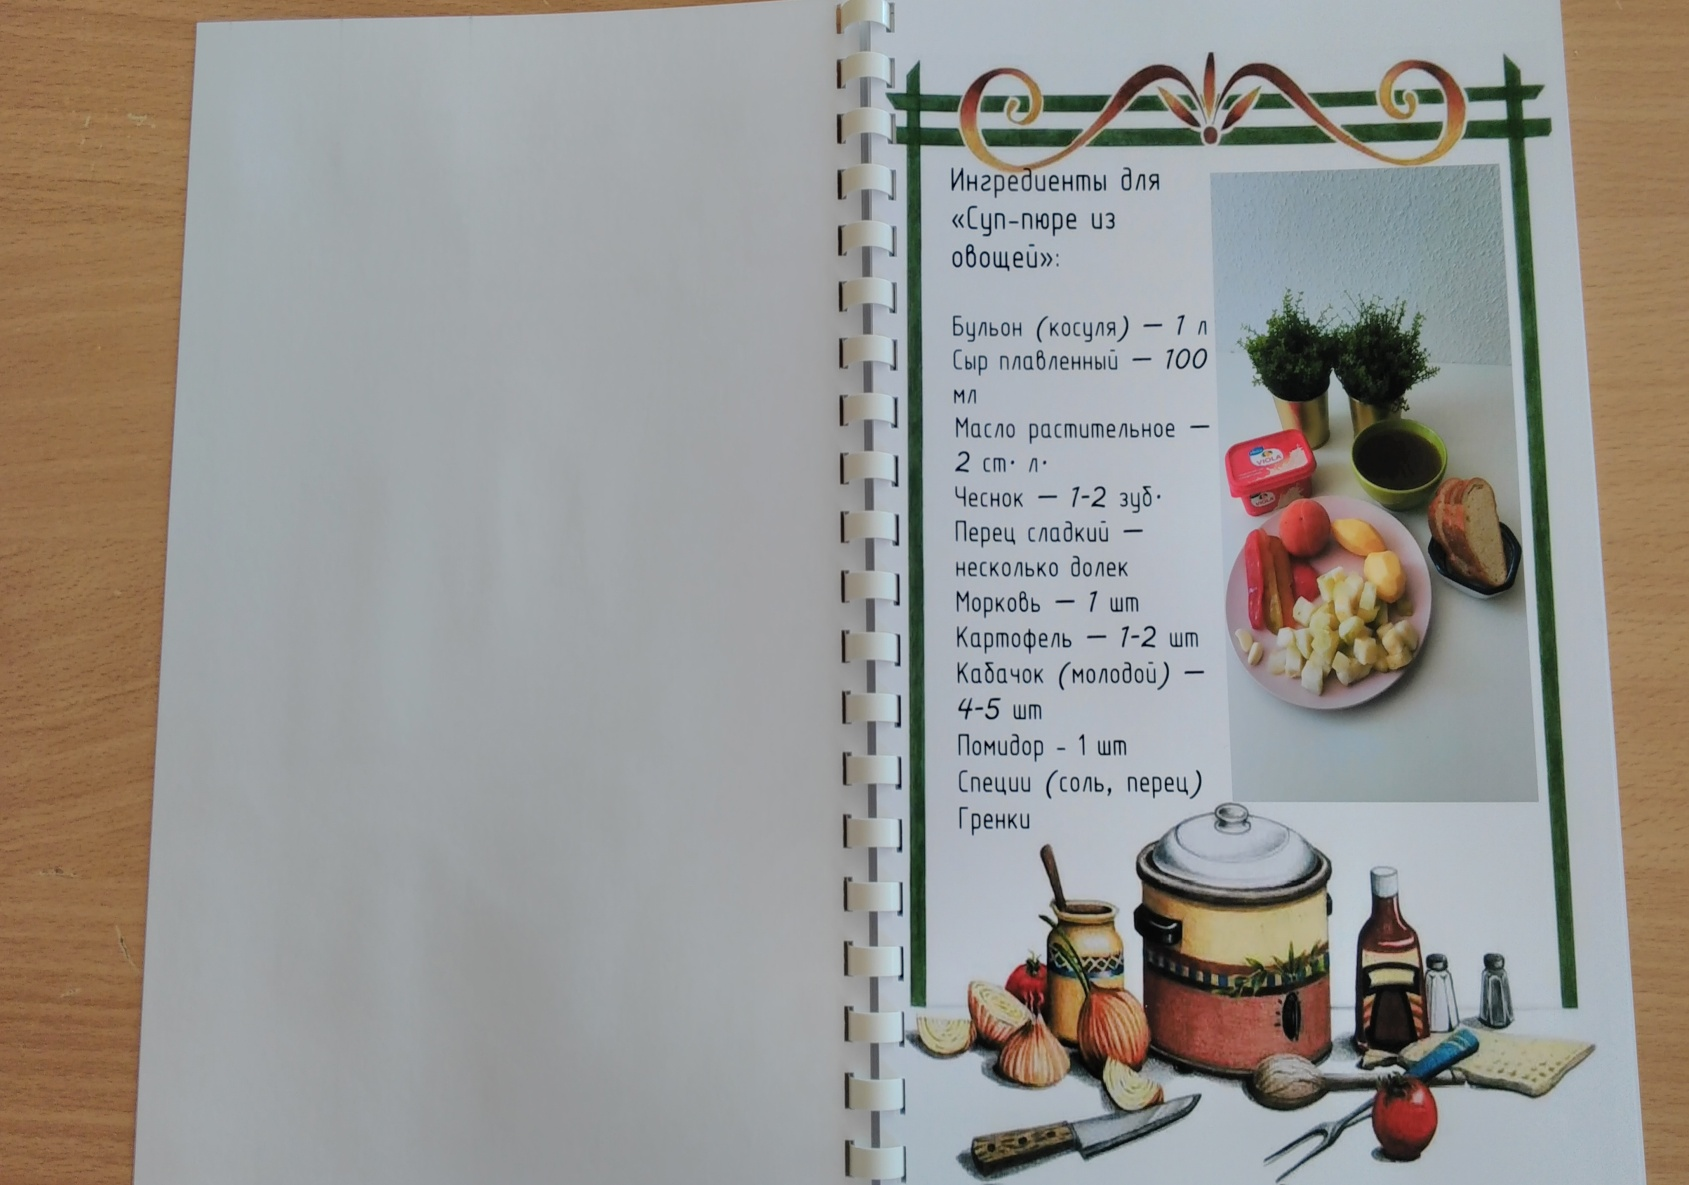 Ингредиенты для
«Суп-пюре из
овощей»:
Бульон (косуля) — 1 л
Сыр плавленный — 100
мл
Масло растительное —
2 ст. л.
Чеснок — 1-2 зуб.
Перец сладкий —
несколько долек
Морковь — 1 шт
Картофель — 1-2 шт
Кабачок (молодой) —
4-5 шт
Помидор - 1 шт
Специи (соль, перец)
Гренки
VIOLA